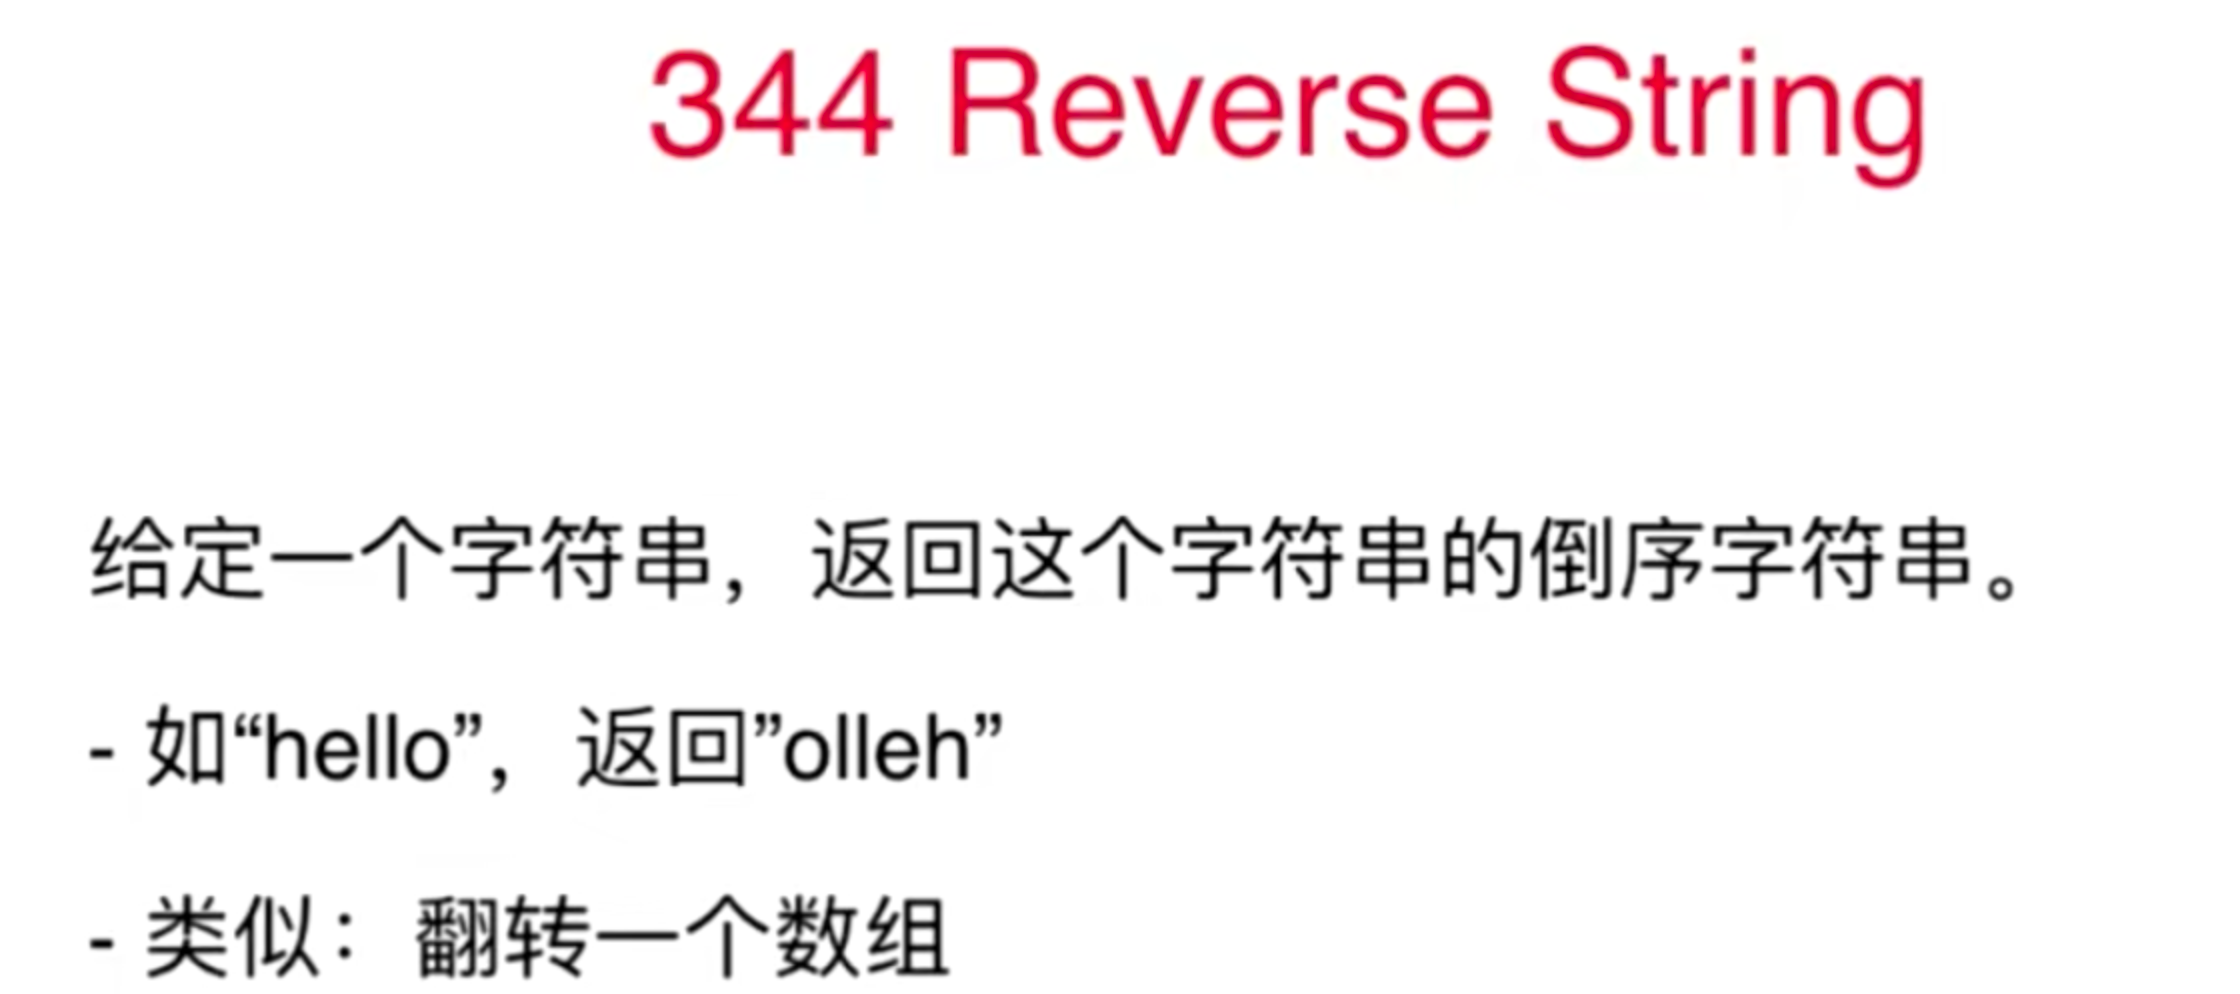 344 Reverse String
给定一个字符串，返回这个字符串的倒序字符串。
- 如“hello”，返回”olleh”
- 类似：翻转一个数组